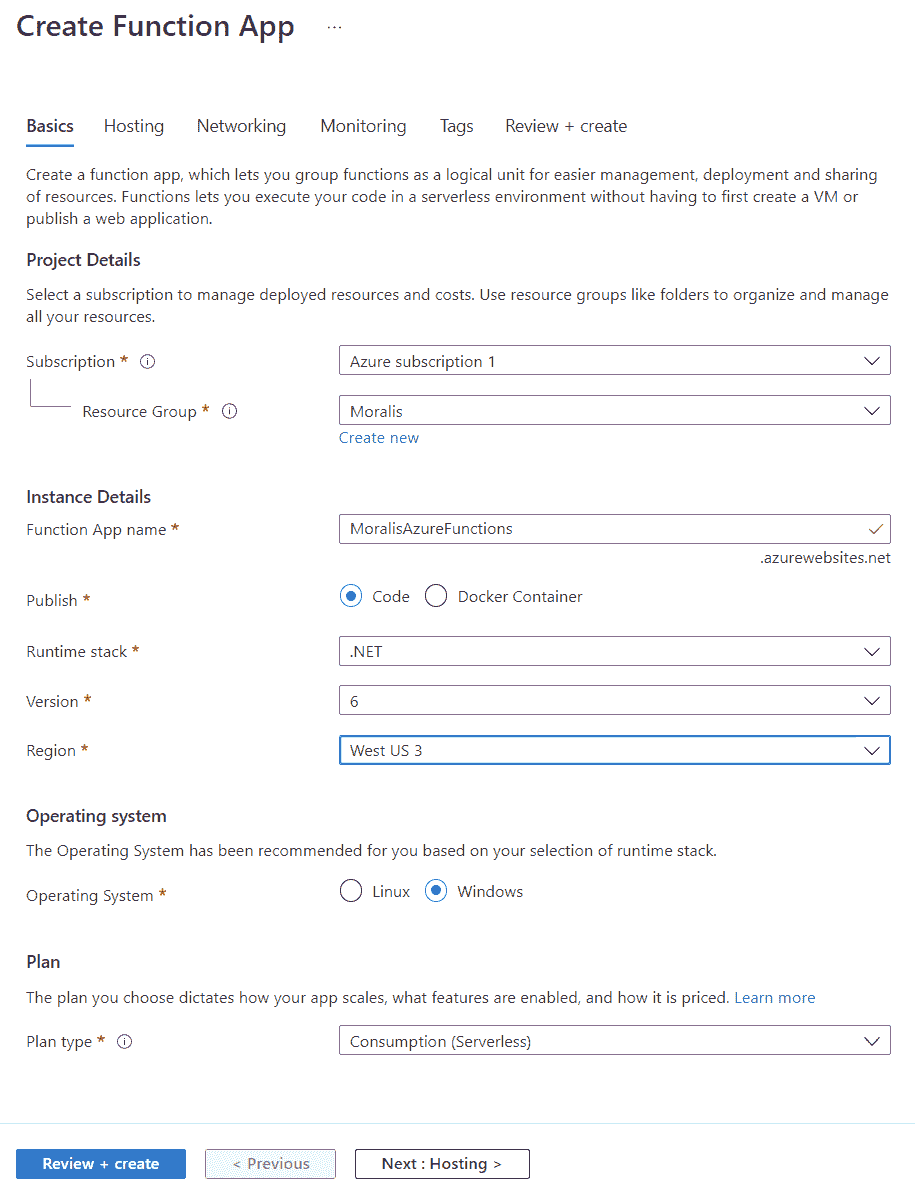 Create Function App ...
Basics Hosting Networking Monitoring Tags Review + create
Create a function app, which lets you group functions as a logical unit for easier management, deployment and sharing
of resources. Functions lets you execute your code in a serverless environment without having to first create a VM or
publish a web application.
Project Details
Select a subscription to manage deployed resources and costs. Use resource groups like folders to organize and manage
all your resources.
Subscription * Azure subscription 1
Resource Group * Moralis
Create new
Instance Details
Function App name * MoralisAzureFunctions
.azurewebsites.net
Publish * Code Docker Container
Runtime stack * .NET
Version * 6
Region * West US 3
Operating system
The Operating System has been recommended for you based on your selection of runtime stack.
Operating System * Linux Windows
Plan
The plan you choose dictates how your app scales, what features are enabled, and how it is priced. Learn more
Plan type * Consumption (Serverless)
Review + create < Previous Next : Hosting >